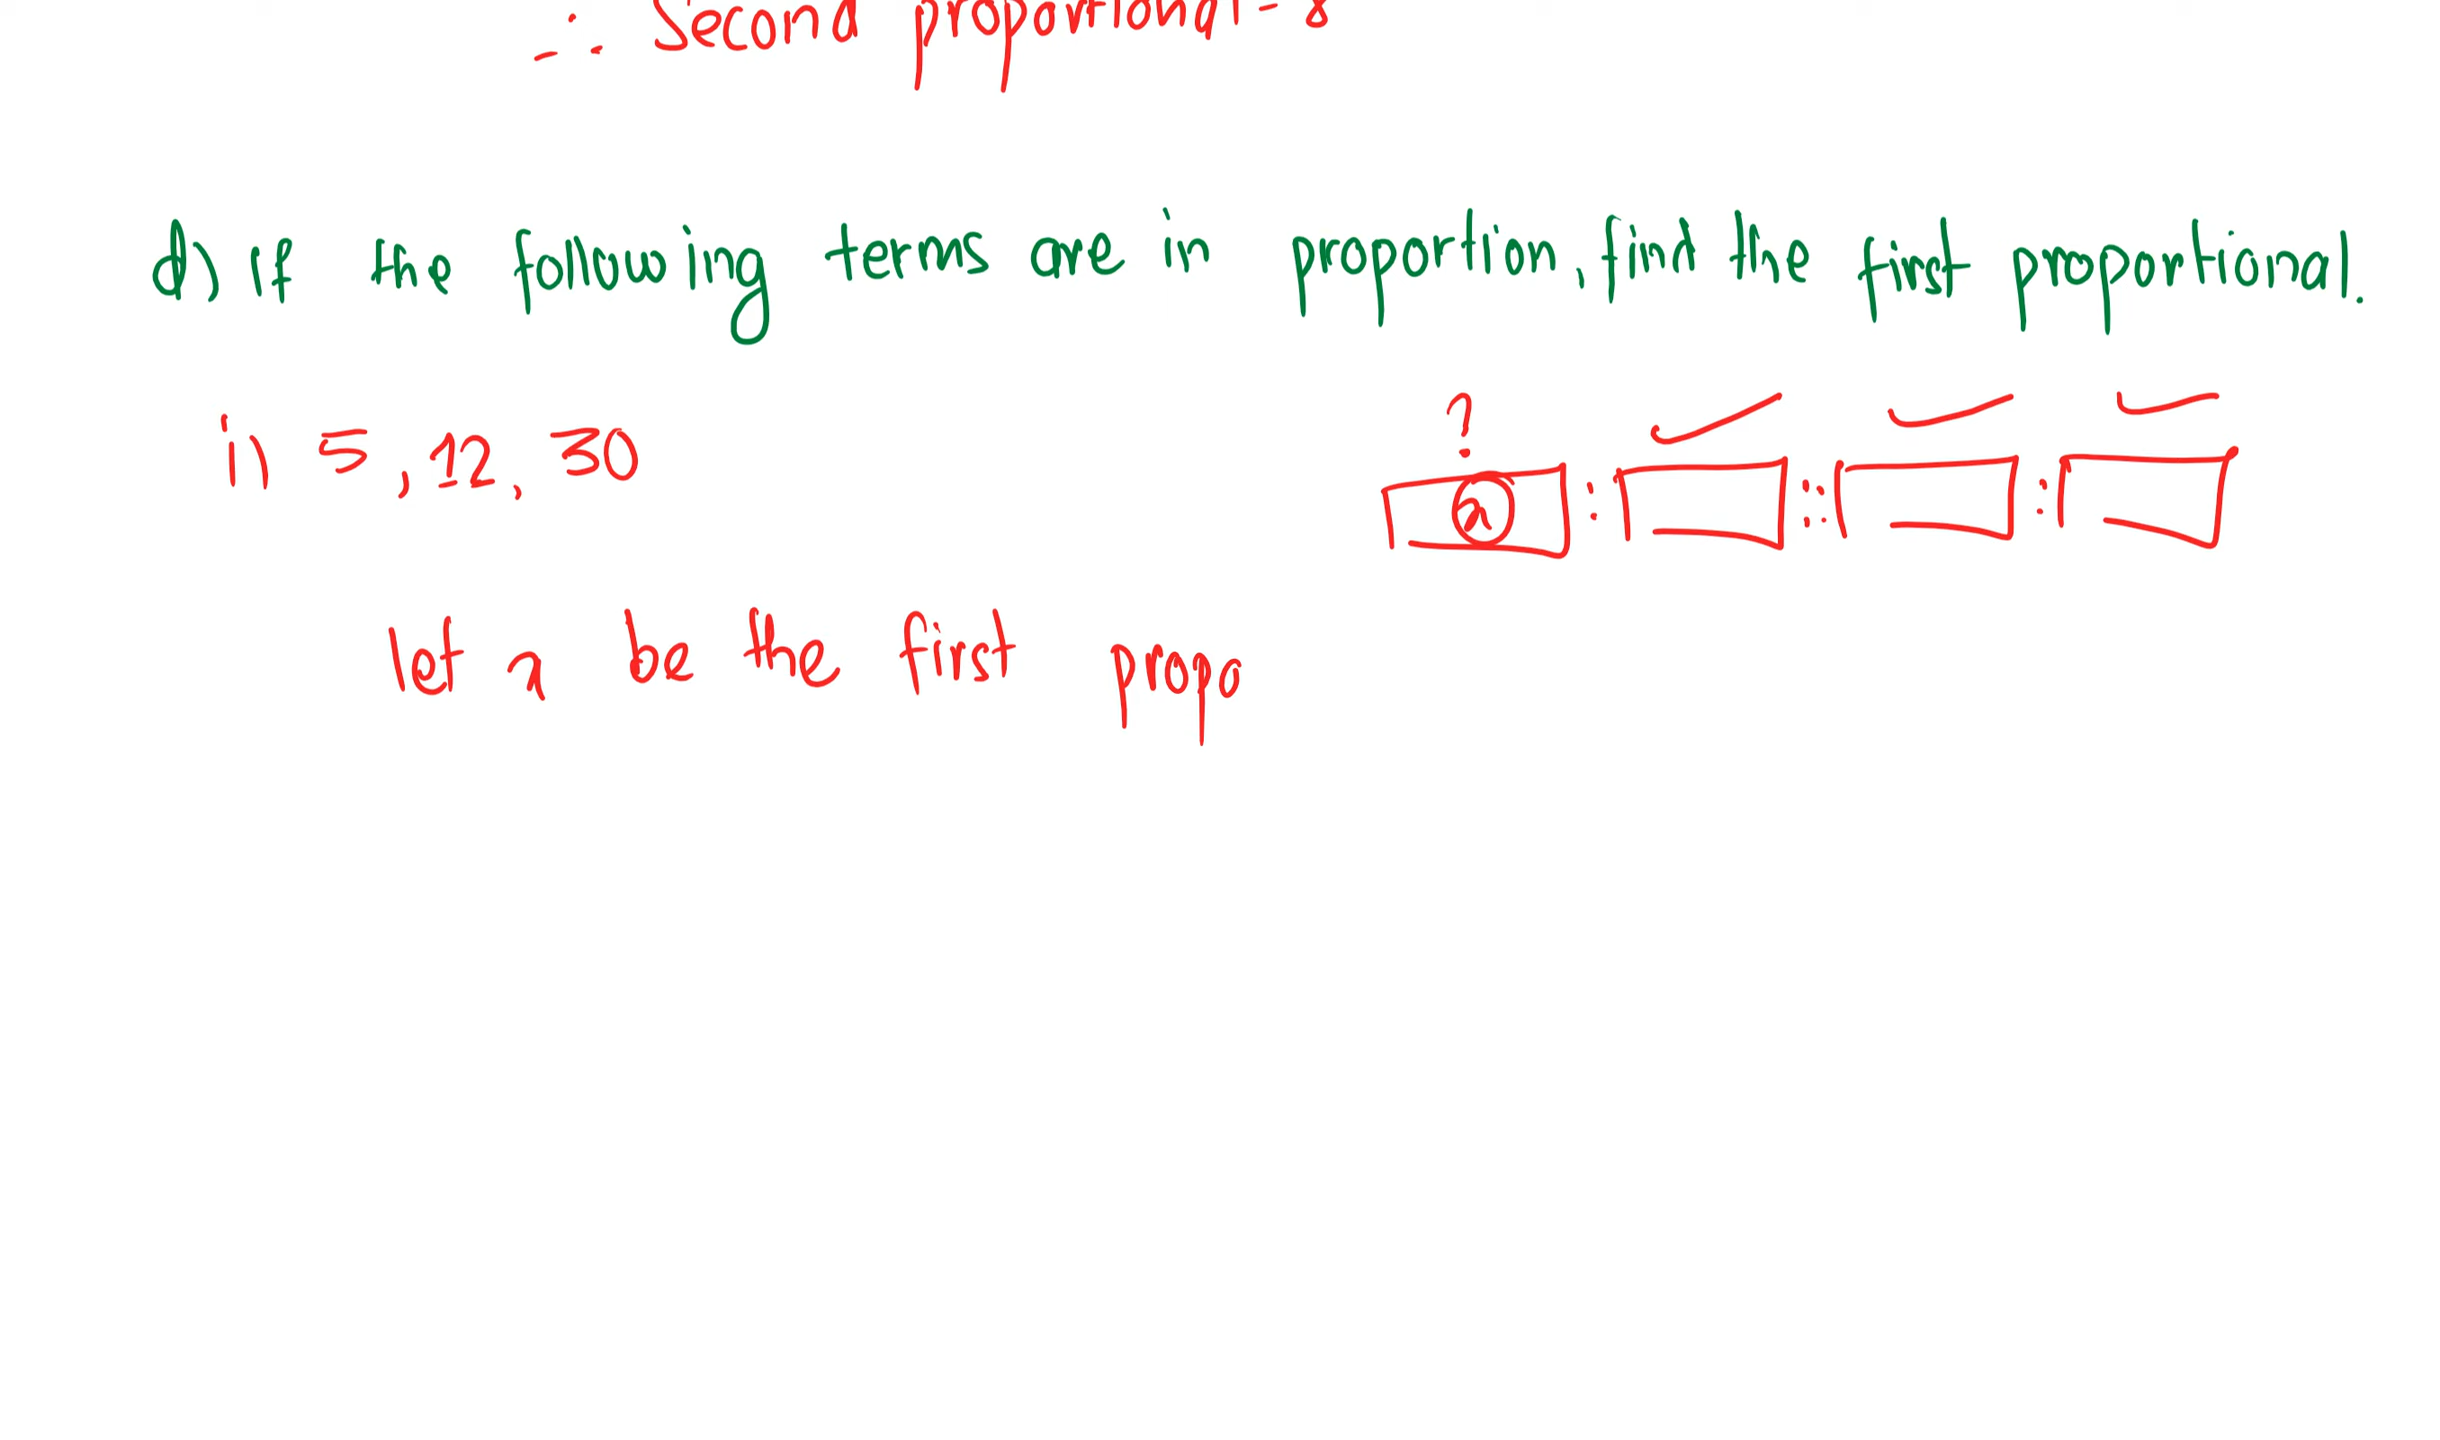 ∴ Second proportional = 8
d) If the following terms are in proportion, find the first proportional.
i) 5, 12, 30
?
x : :: :
let x be the first propo